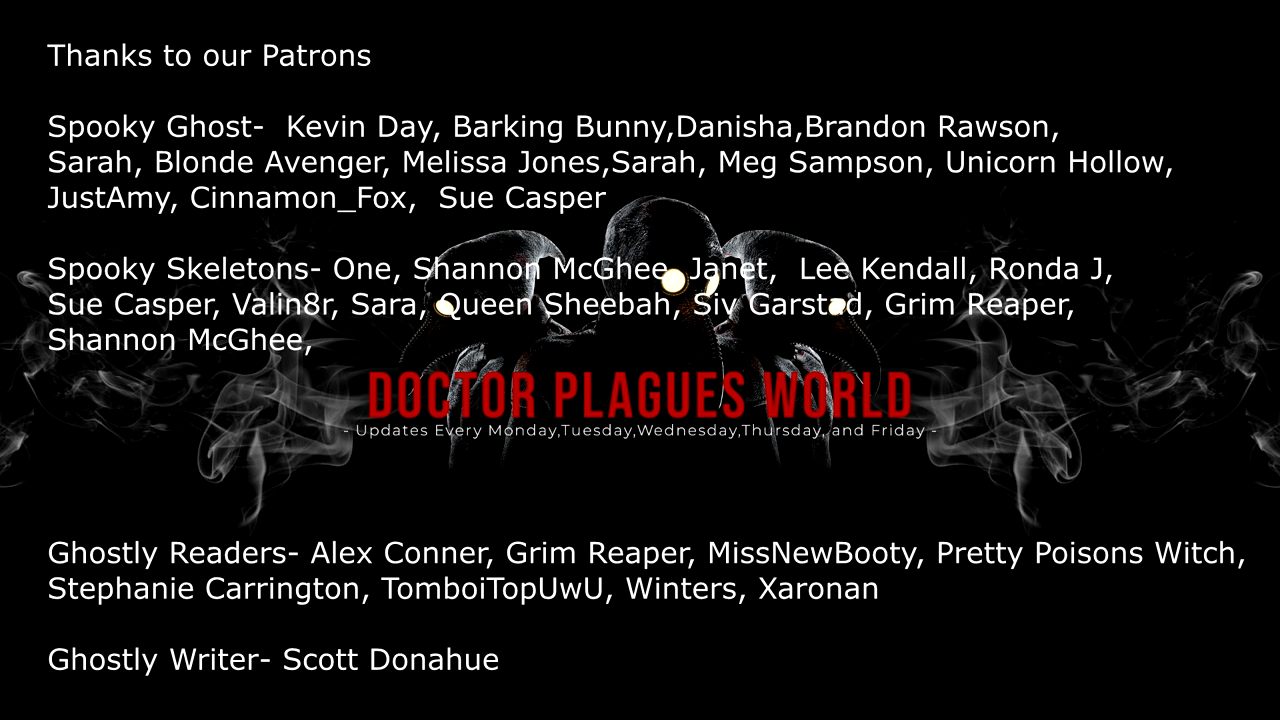 Thanks to our Patrons
Spooky Ghost-  Kevin Day, Barking Bunny,Danisha,Brandon Rawson,
Sarah, Blonde Avenger, Melissa Jones,Sarah, Meg Sampson, Unicorn Hollow,
JustAmy, Cinnamon_Fox,  Sue Casper
Spooky Skeletons- One, Shannon McGhee, Janet,  Lee Kendall, Ronda J,
Sue Casper, Valin8r, Sara, Queen Sheebah, Siv Garstad, Grim Reaper,
Shannon McGhee,
DOCTOR PLAGUES WORLD
- Updates Every Monday,Tuesday,Wednesday,Thursday, and Friday -
Ghostly Readers- Alex Conner, Grim Reaper, MissNewBooty, Pretty Poisons Witch,
Stephanie Carrington, TomboiTopUwU, Winters, Xaronan
Ghostly Writer- Scott Donahue